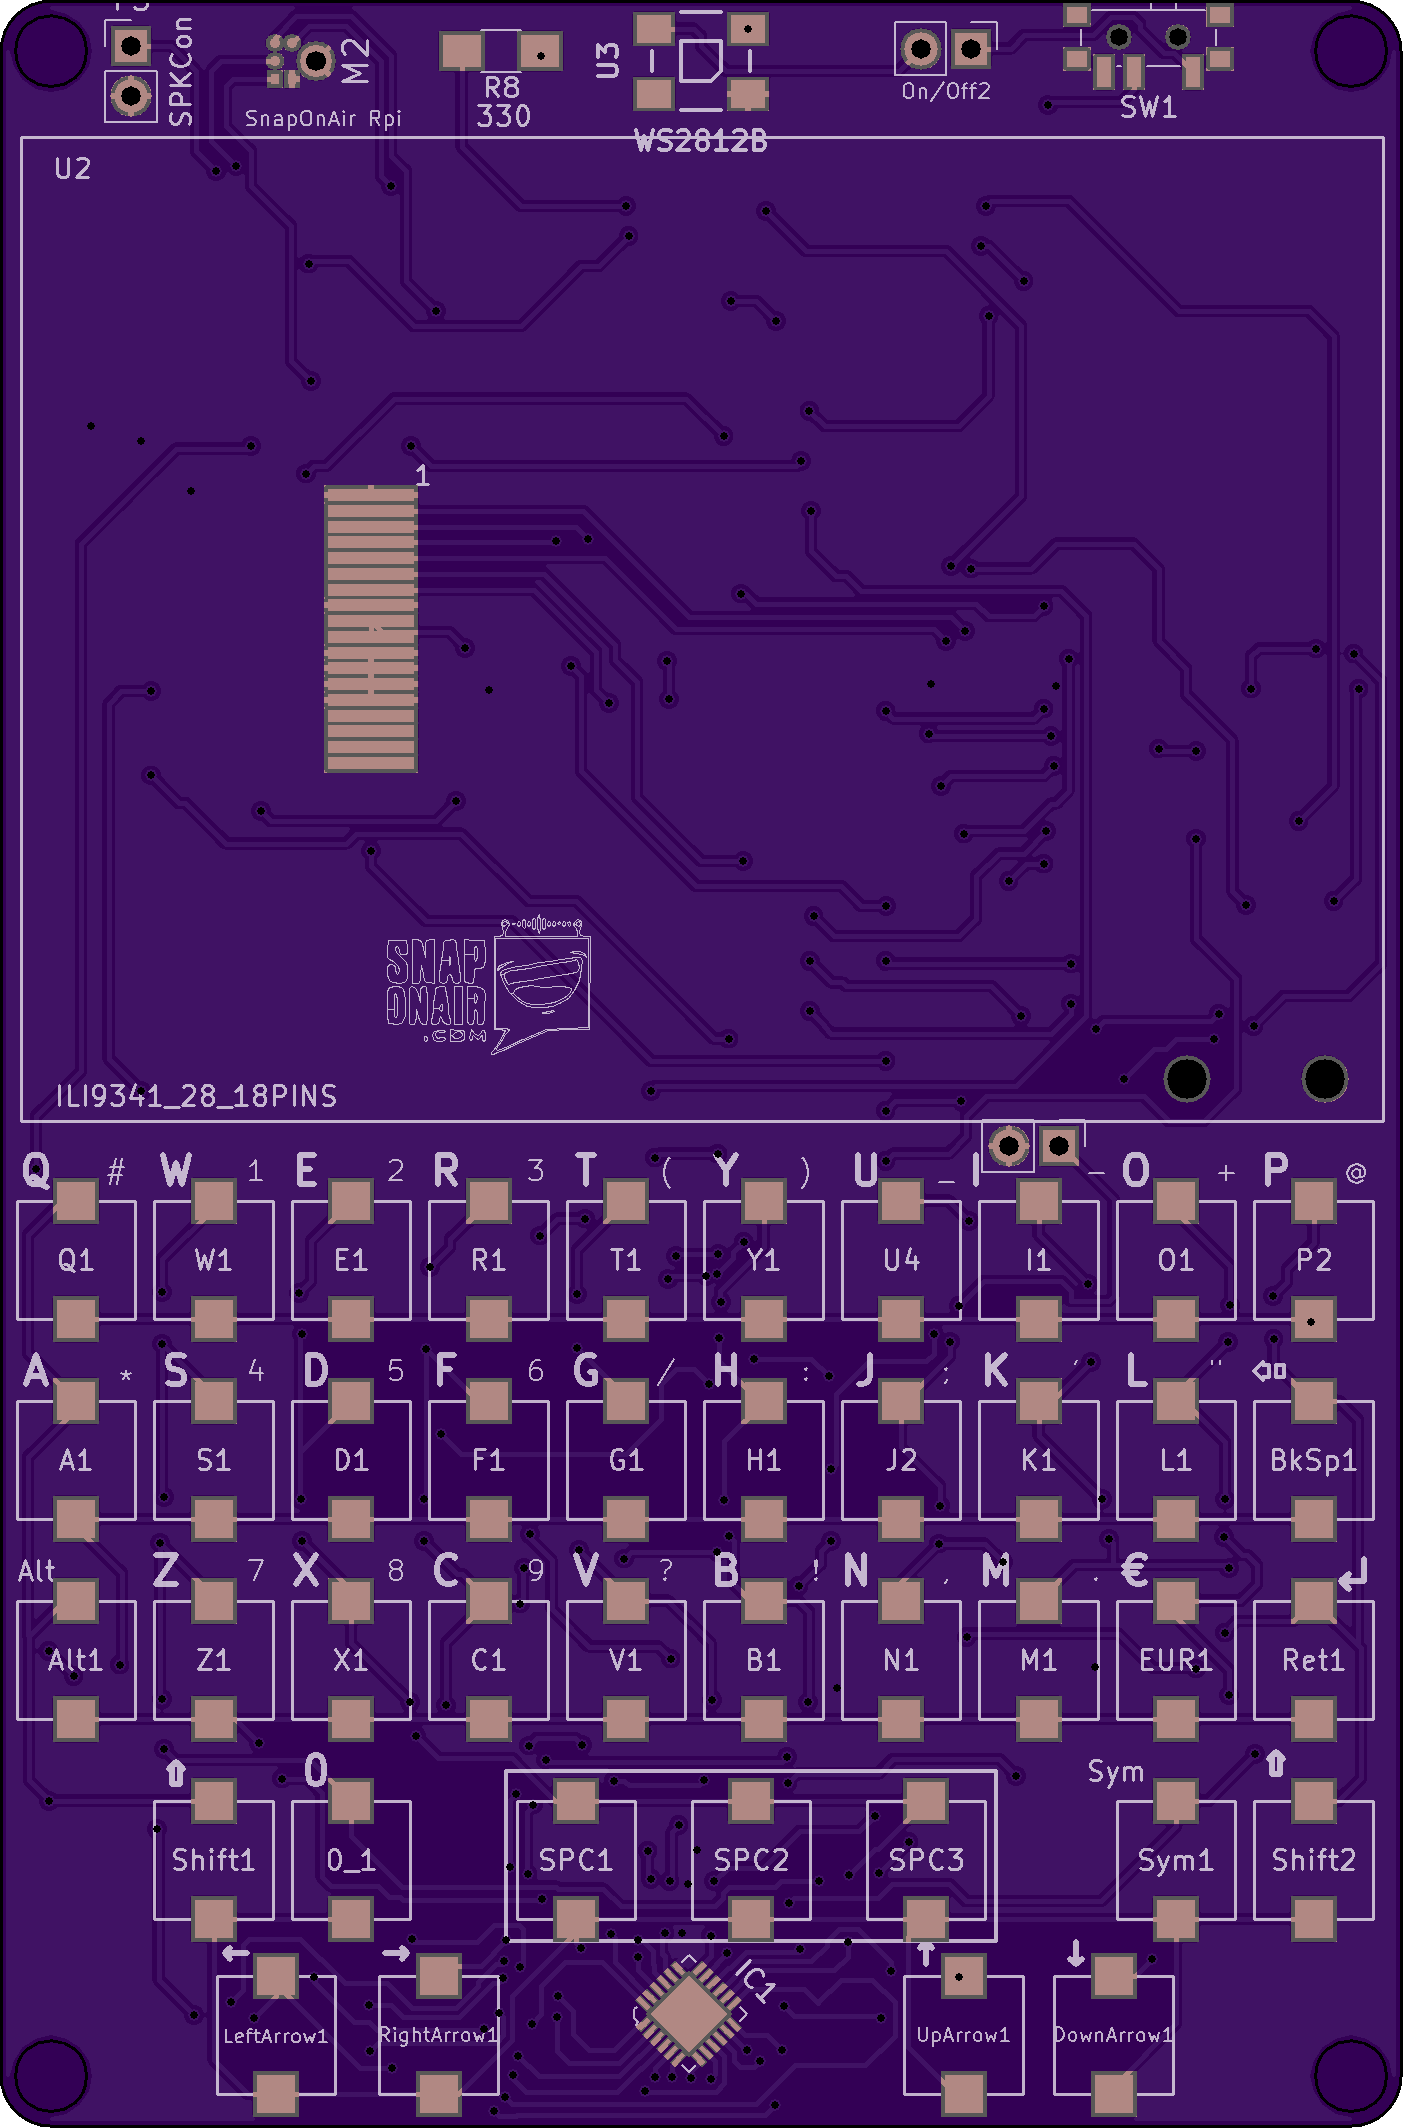 SPKCon
M2
SnapOnAir Rpi
R8
330
U3
WS2812B
On/Off2
SW1
U2
1
SNAP
ONAIR
.COM
ILI9341_28_18PINS
Q # W 1 E 2 R 3 T ( Y ) U _ I - O + P @
Q1 W1 E1 R1 T1 Y1 U4 I1 O1 P2
A * S 4 D 5 F 6 G / H : J ; K ' L "
A1 S1 D1 F1 G1 H1 J2 K1 L1 BkSp1
Alt Z 7 X 8 C 9 V ? B ! N , M . €
Alt1 Z1 X1 C1 V1 B1 N1 M1 EUR1 Ret1
0 Sym
Shift1 0_1 SPC1 SPC2 SPC3 Sym1 Shift2
IC1
LeftArrow1 RightArrow1 UpArrow1 DownArrow1